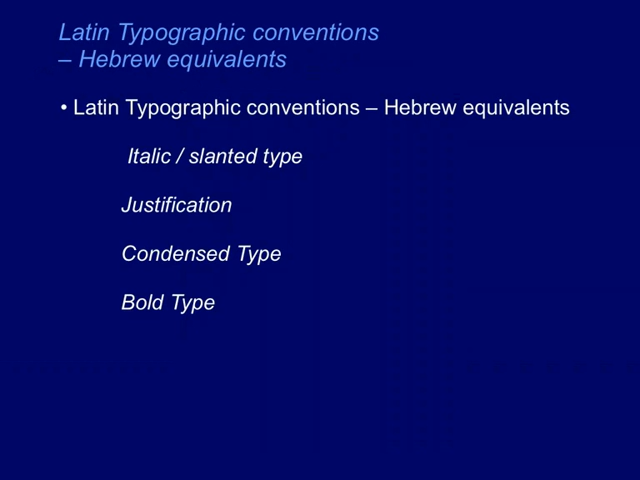 Latin Typographic conventions
– Hebrew equivalents
• Latin Typographic conventions – Hebrew equivalents
Italic / slanted type
Justification
Condensed Type
Bold Type